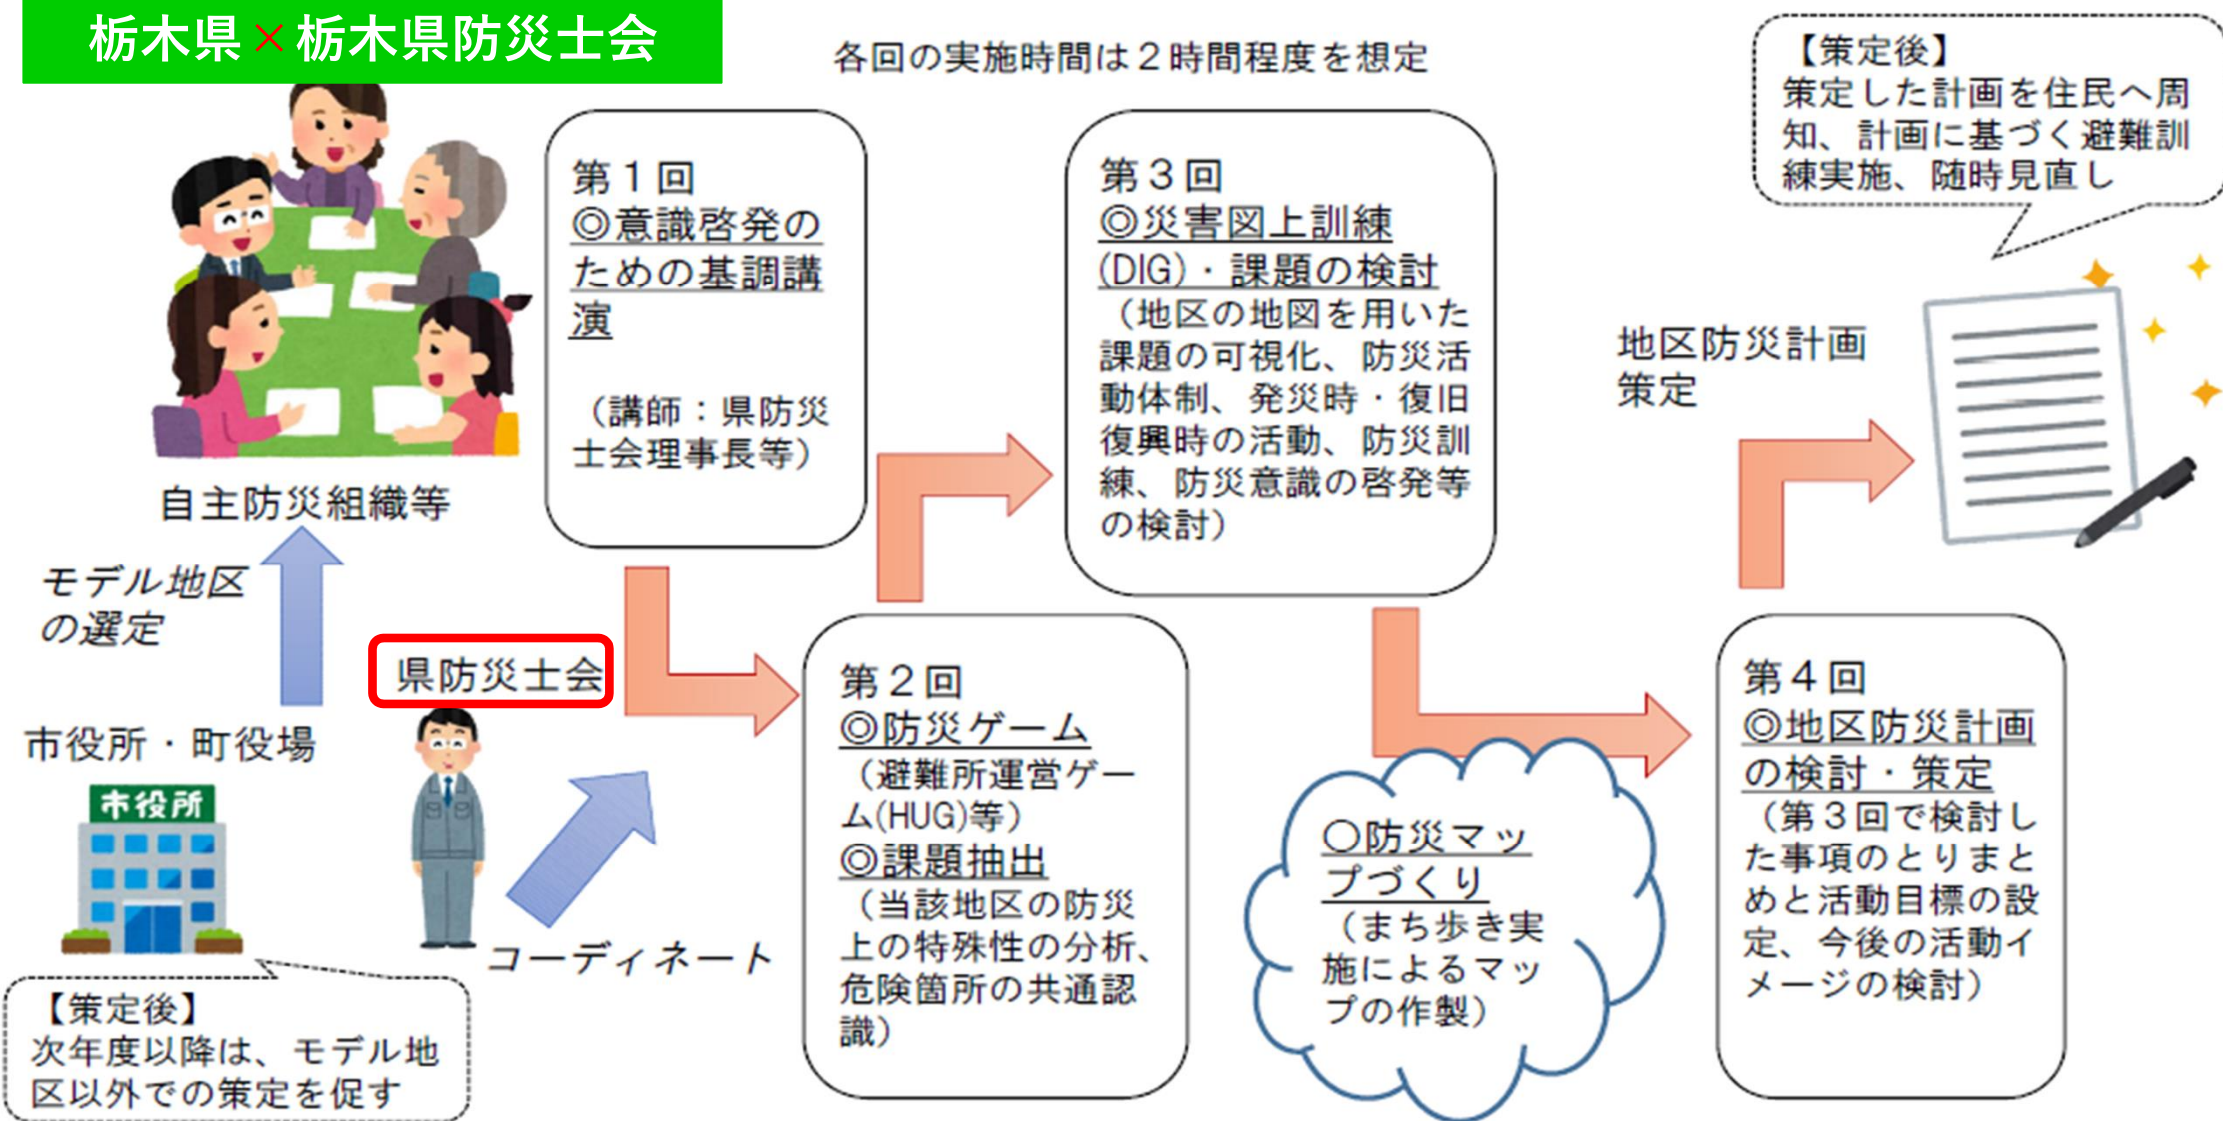 栃木県×栃木県防災士会
各回の実施時間は２時間程度を想定
自主防災組織等
モデル地区
の選定
市役所・町役場
市役所
【策定後】
次年度以降は、モデル地
区以外での策定を促す
県防災士会
コーディネート
第１回
◎意識啓発の
ための基調講
演
（講師：県防災
士会理事長等）
第２回
◎防災ゲーム
（避難所運営ゲー
ム(HUG)等）
◎課題抽出
（当該地区の防災
上の特殊性の分析、
危険箇所の共通認
識）
第３回
◎災害図上訓練
(DIG)・課題の検討
（地区の地図を用いた
課題の可視化、防災活
動体制、発災時・復旧
復興時の活動、防災訓
練、防災意識の啓発等
の検討）
〇防災マッ
プづくり
（まち歩き実
施によるマッ
プの作製）
第４回
◎地区防災計画
の検討・策定
（第３回で検討し
た事項のとりまと
めと活動目標の設
定、今後の活動イ
メージの検討）
地区防災計画
策定
【策定後】
策定した計画を住民へ周
知、計画に基づく避難訓
練実施、随時見直し